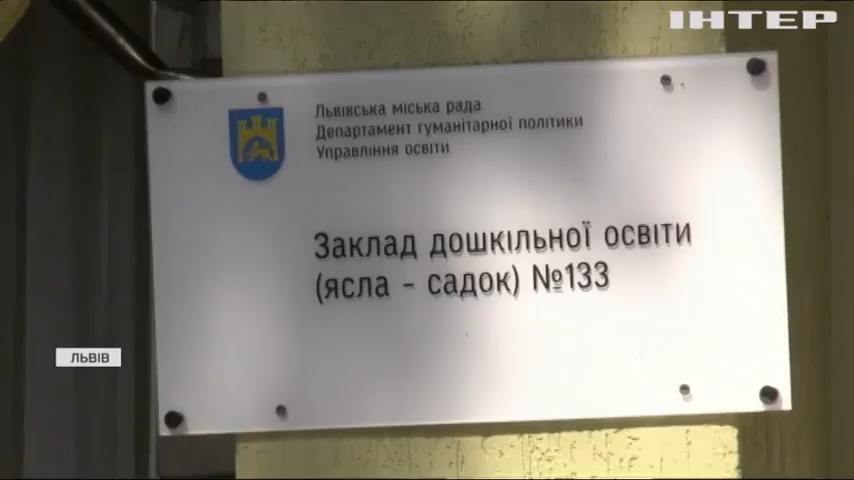 ІНТЕР
Львівська міська рада
Департамент гуманітарної політики
Управління освіти
Заклад дошкільної освіти
(ясла - садок) №133
ЛЬВІВ